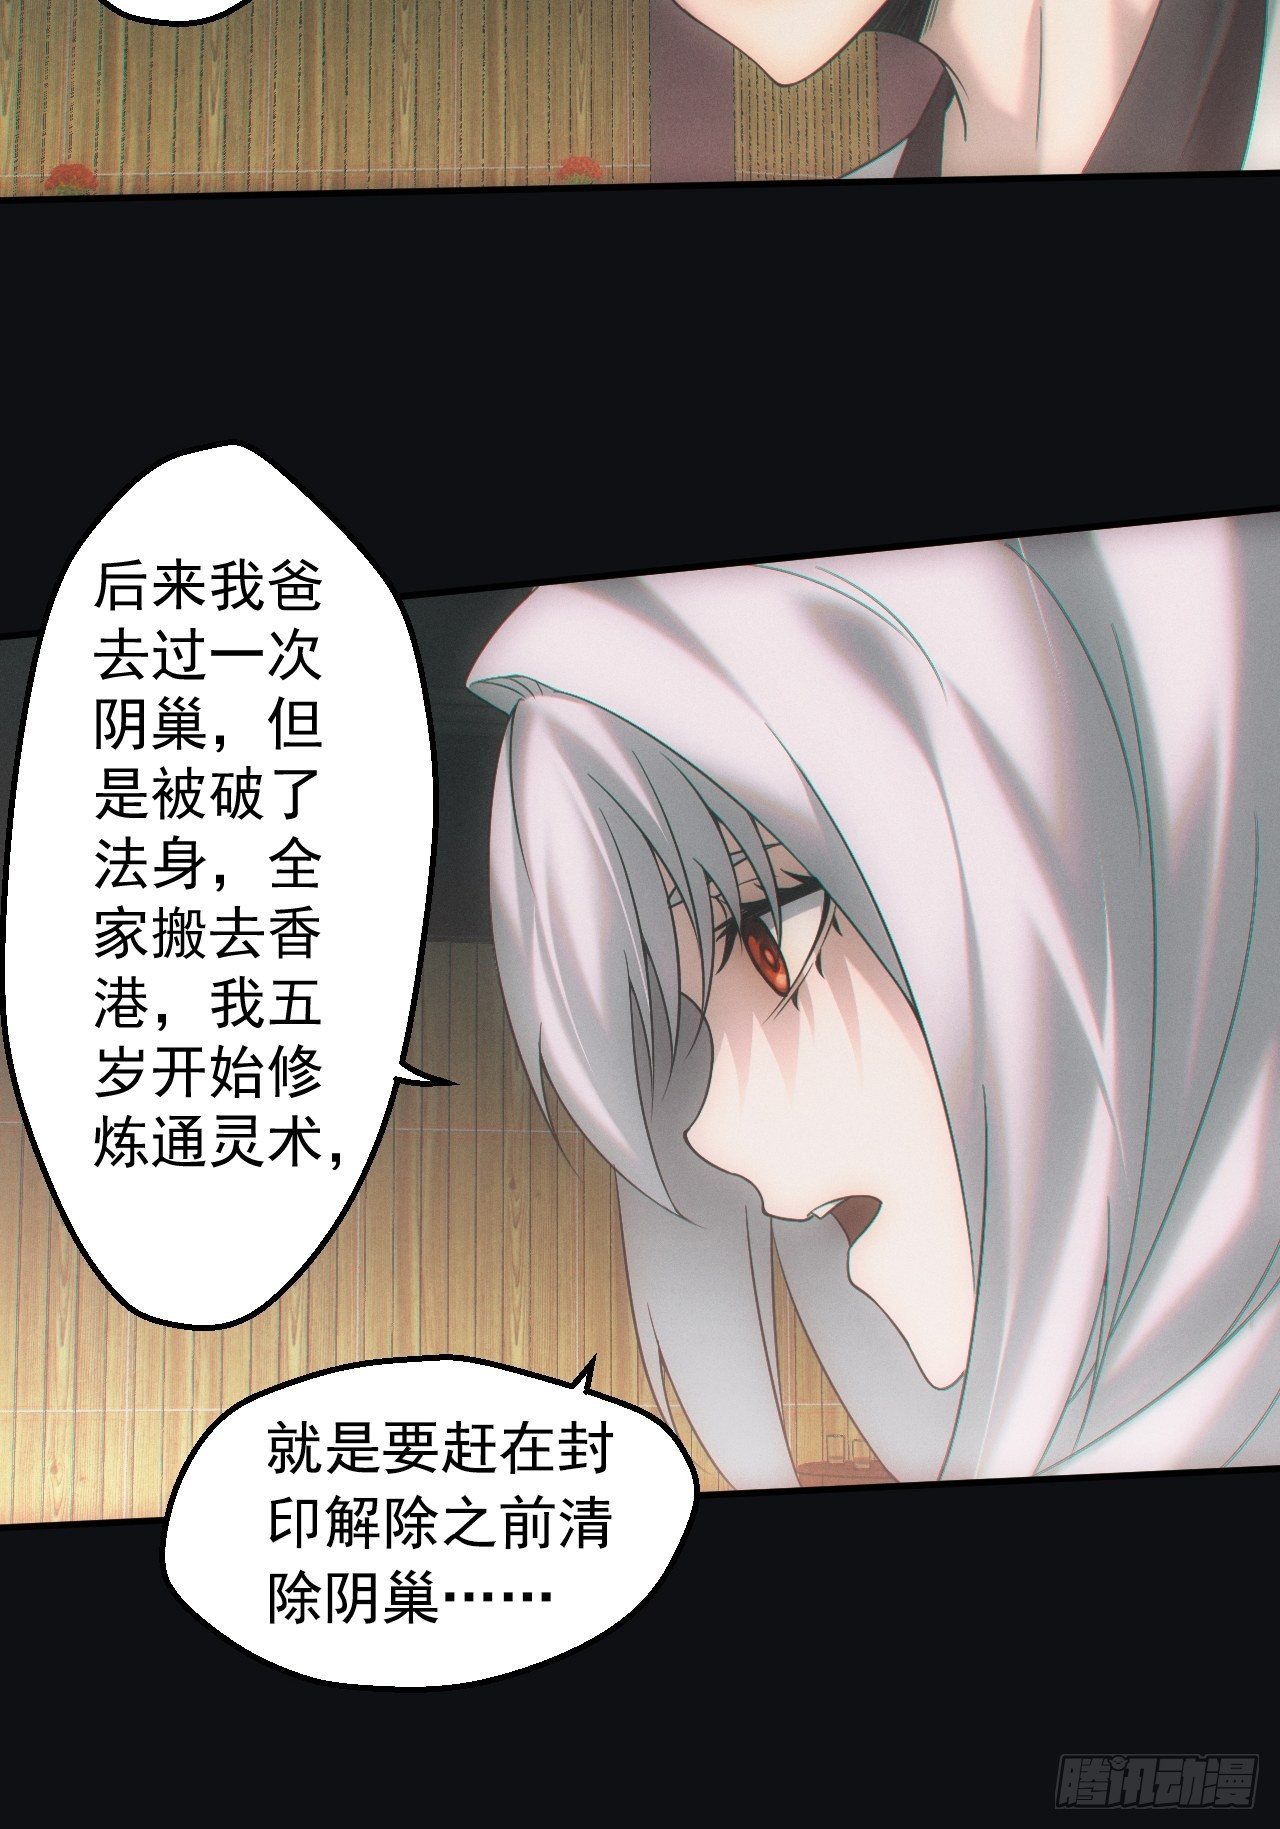 后来我爸
去过一次
阴巢，但
是被破了
法身，全
家搬去香
港，我五
岁开始修
炼通灵术，
就是要赶在封
印解除之前清
除阴巢……
腾讯动漫